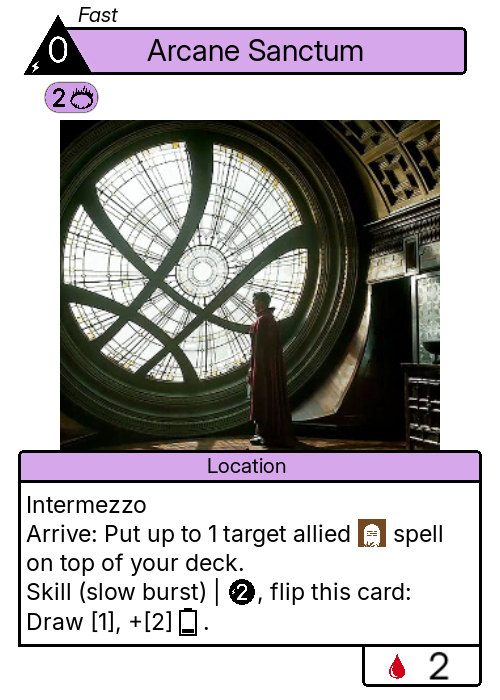 Fast
0
Arcane Sanctum
2
Location
Intermezzo
Arrive: Put up to 1 target allied spell
on top of your deck.
Skill (slow burst) | 2, flip this card:
Draw [1], +[2] .
2